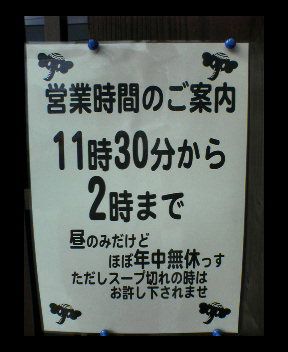 営業時間のご案内
11時30分から
2時まで
昼のみだけど
ほぼ年中無休っす
ただしスープ切れの時は
お許し下されませ